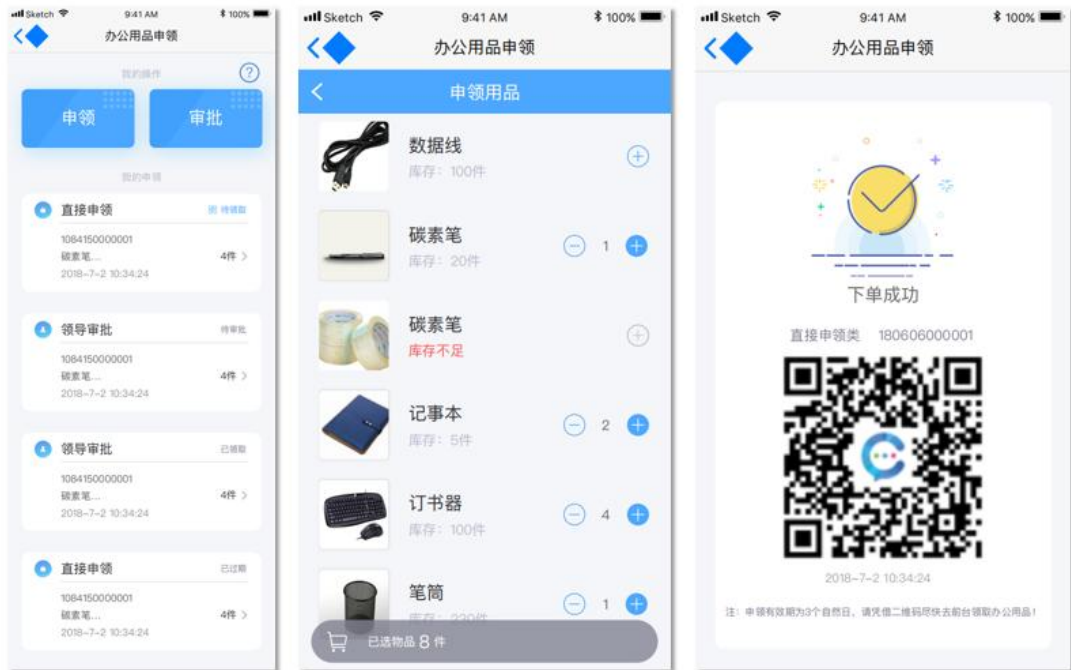 Sketch 9:41 AM 100%
办公用品申领
我的操作 ?
申领 审批
我的申领
直接申领 待领取
1084150000001
碳素笔... 4件
2018-7-2 10:34:24
领导审批 待审批
1084150000001
碳素笔... 4件
2018-7-2 10:34:24
领导审批 已领取
1084150000001
碳素笔... 4件
2018-7-2 10:34:24
直接申领 已过期
1084150000001
碳素笔... 4件
2018-7-2 10:34:24
Sketch 9:41 AM 100%
办公用品申领
申领用品
数据线
库存：100件
碳素笔
库存：20件 1
碳素笔
库存不足
记事本
库存：5件 2
订书器
库存：100件 4
笔筒
库存：220件 1
已选物品 8 件
Sketch 9:41 AM 100%
办公用品申领
下单成功
直接申领类 180606000001
2018-7-2 10:34:24
注：申领有效期为3个自然日，请凭借二维码尽快去前台领取办公用品！